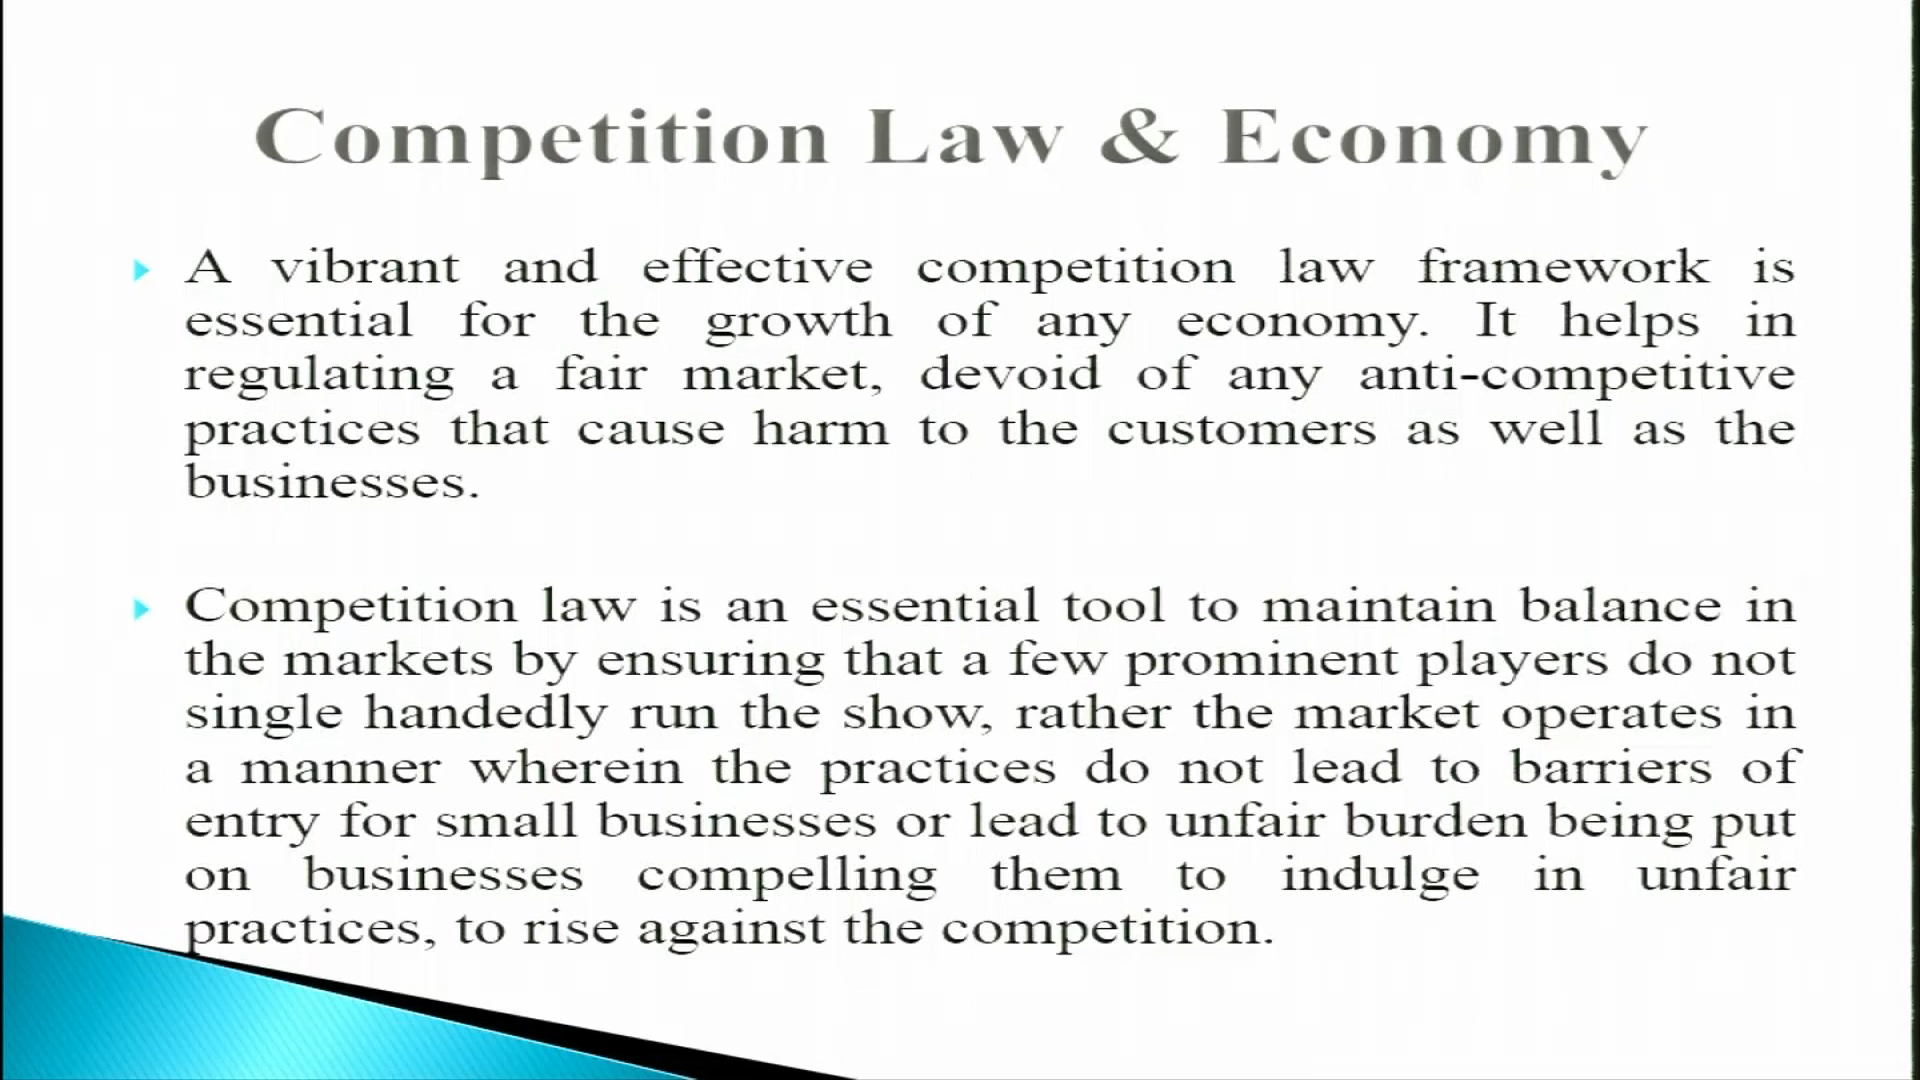 Competition Law & Economy
A vibrant and effective competition law framework is
essential for the growth of any economy. It helps in
regulating a fair market, devoid of any anti-competitive
practices that cause harm to the customers as well as the
businesses.
Competition law is an essential tool to maintain balance in
the markets by ensuring that a few prominent players do not
single handedly run the show, rather the market operates in
a manner wherein the practices do not lead to barriers of
entry for small businesses or lead to unfair burden being put
on businesses compelling them to indulge in unfair
practices, to rise against the competition.